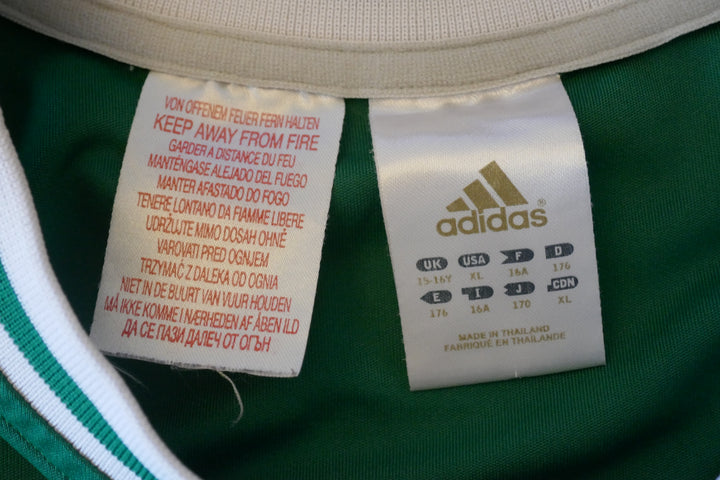 VON OFFENEM FEUER FERN HALTEN
KEEP AWAY FROM FIRE
GARDER A DISTANCE DU FEU
MANTÉNGASE ALEJADO DEL FUEGO
MANTER AFASTADO DO FOGO
TENERE LONTANO DA FIAMME LIBERE
UDRŽUJTE MIMO DOSAH OHNĚ
VAROVATI PRED OGNJEM
TRZYMAĆ Z DALEKA OD OGNIA
NIET IN DE BUURT VAN VUUR HOUDEN
MÅ IKKE KOMME I NÆRHEDEN AF ÅBEN ILD
ДА СЕ ПАЗИ ДАЛЕЧ ОТ ОГЪН
adidas®
UK USA F D
15-16Y XL 16A 176
E I J CDN
176 16A 170 XL
MADE IN THAILAND
FABRIQUÉ EN THAÏLANDE